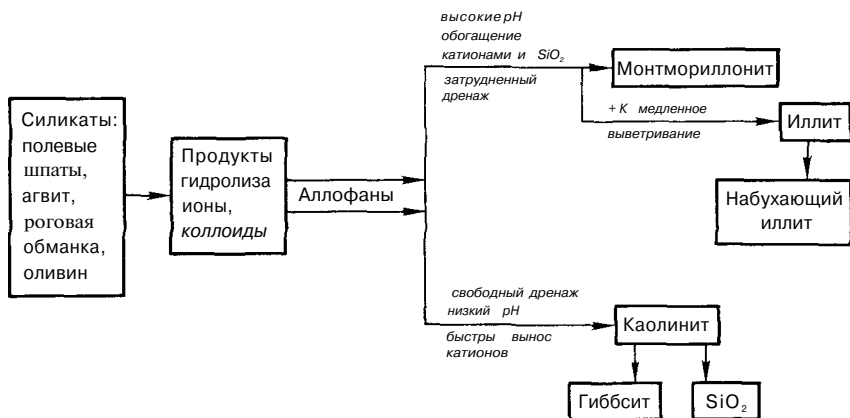 Силикаты:
полевые
шпаты,
агвит,
роговая
обманка,
оливин
Продукты
гидролиза
ионы,
коллоиды
Аллофаны
высокие pH
обогащение
катионами и SiO₂
затрудненный
дренаж
Монтмориллонит
+ К медленное
выветривание
Иллит
Набухающий
иллит
свободный дренаж
низкий pH
быстры вынос
катионов
Каолинит
Гиббсит
SiO₂